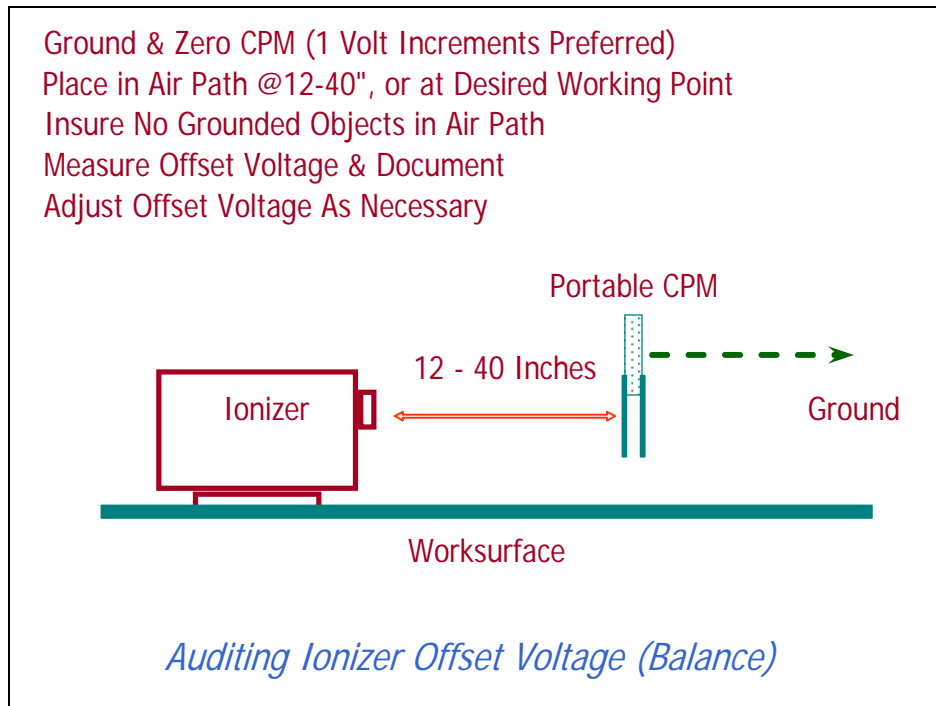 Ground & Zero CPM (1 Volt Increments Preferred)
Place in Air Path @12-40", or at Desired Working Point
Insure No Grounded Objects in Air Path
Measure Offset Voltage & Document
Adjust Offset Voltage As Necessary
Portable CPM
12 - 40 Inches
Ionizer
Ground
Worksurface
Auditing Ionizer Offset Voltage (Balance)